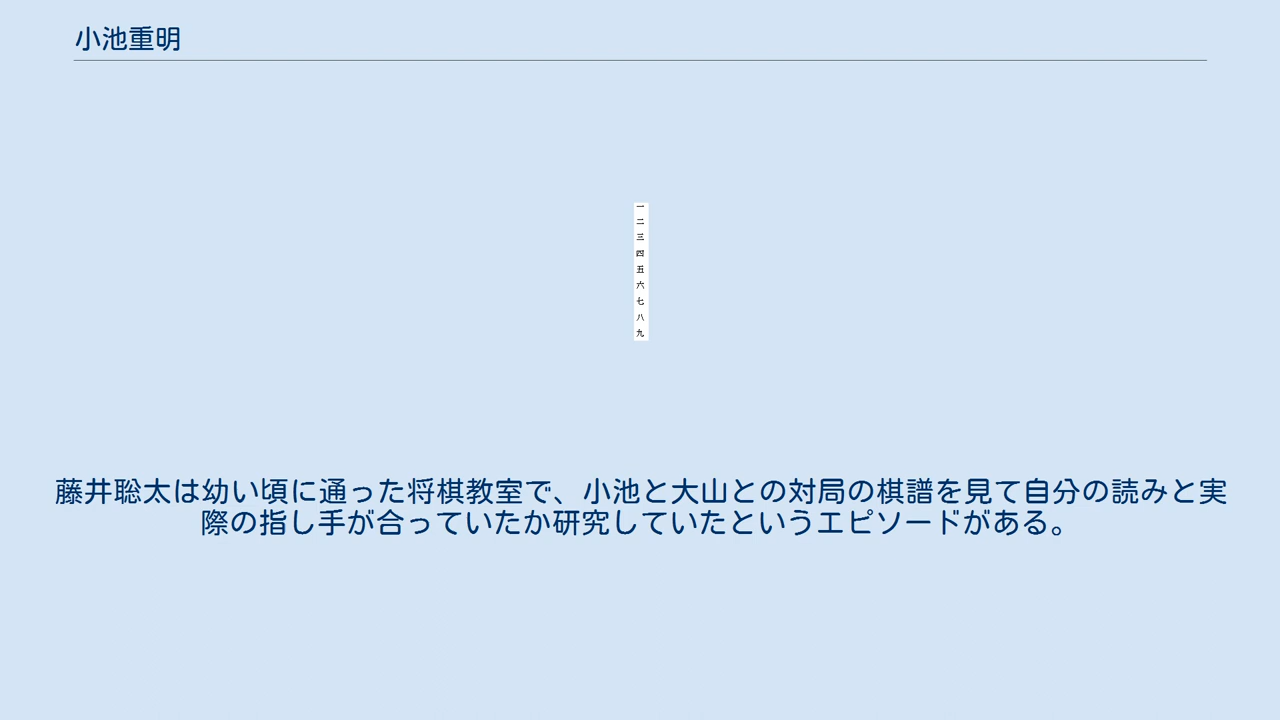 小池重明
一
二
三
四
五
六
七
八
九
藤井聡太は幼い頃に通った将棋教室で、小池と大山との対局の棋譜を見て自分の読みと実
際の指し手が合っていたか研究していたというエピソードがある。